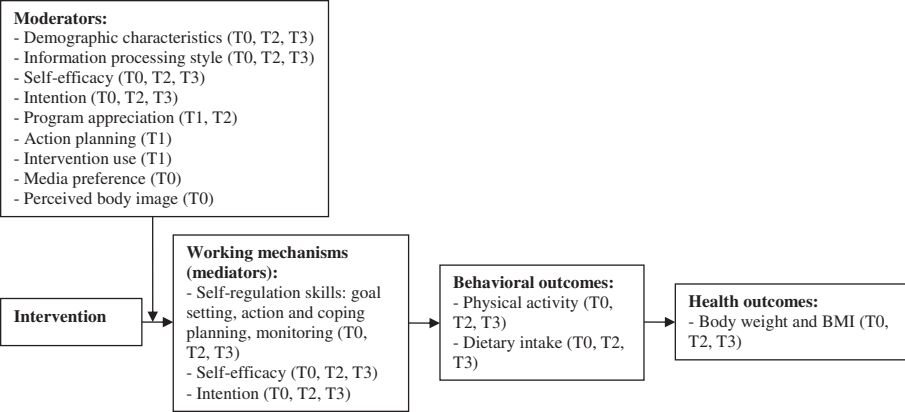 Moderators:
- Demographic characteristics (T0, T2, T3)
- Information processing style (T0, T2, T3)
- Self-efficacy (T0, T2, T3)
- Intention (T0, T2, T3)
- Program appreciation (T1, T2)
- Action planning (T1)
- Intervention use (T1)
- Media preference (T0)
- Perceived body image (T0)
Intervention
Working mechanisms
(mediators):
- Self-regulation skills: goal
setting, action and coping
planning, monitoring (T0,
T2, T3)
- Self-efficacy (T0, T2, T3)
- Intention (T0, T2, T3)
Behavioral outcomes:
- Physical activity (T0,
T2, T3)
- Dietary intake (T0, T2,
T3)
Health outcomes:
- Body weight and BMI (T0,
T2, T3)